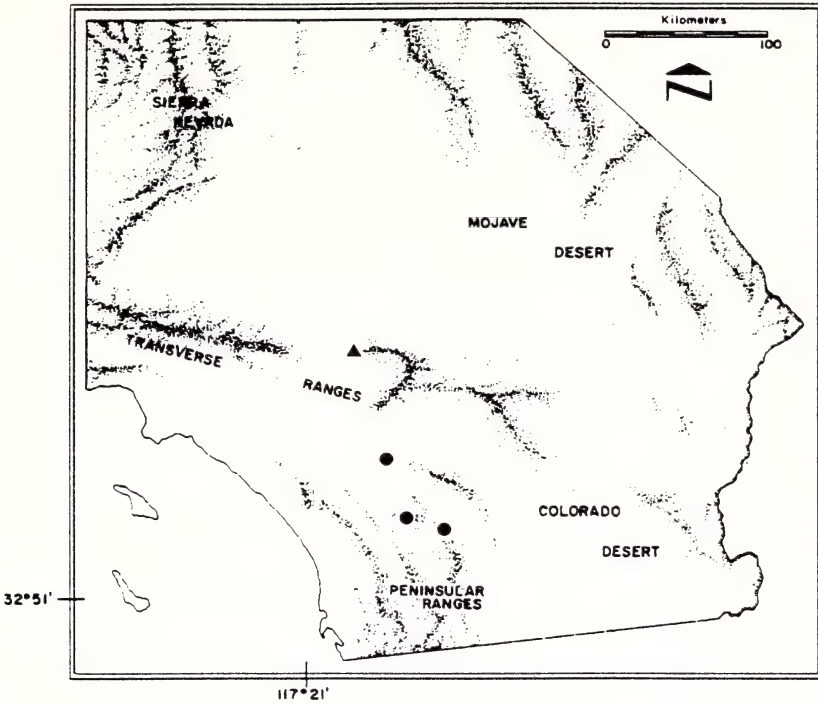 Kilometers
0 100
N
SIERRA
NEVADA
MOJAVE
DESERT
TRANSVERSE
RANGES
COLORADO
DESERT
PENINSULAR
RANGES
32°51'
117°21'